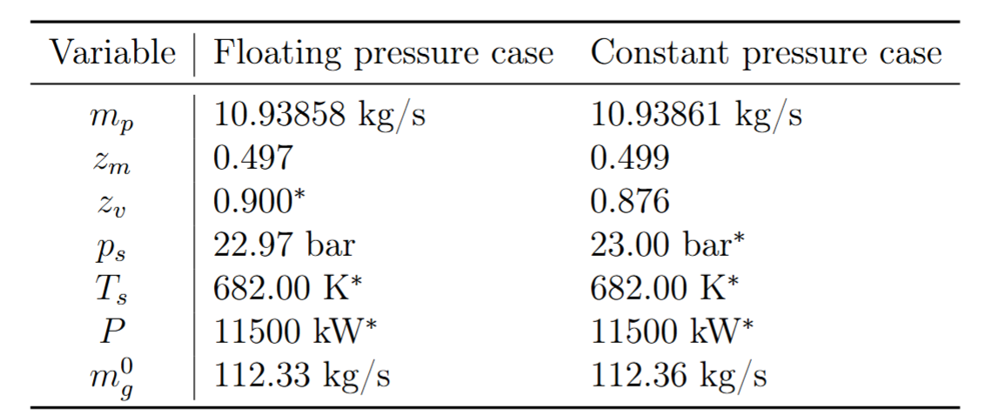 Variable Floating pressure case Constant pressure case
m_p 10.93858 kg/s 10.93861 kg/s
z_m 0.497 0.499
z_v 0.900* 0.876
p_s 22.97 bar 23.00 bar*
T_s 682.00 K* 682.00 K*
P 11500 kW* 11500 kW*
m_g^0 112.33 kg/s 112.36 kg/s